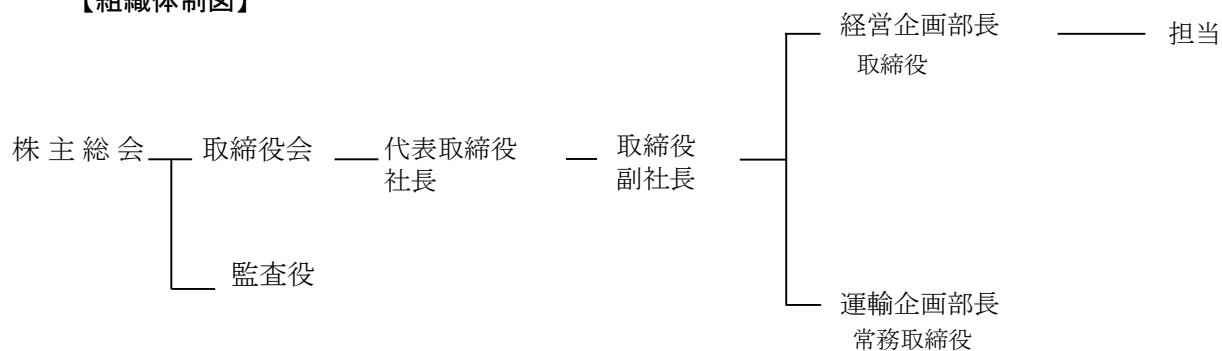 【組織体制図】
経営企画部長
担当
取締役
株主総会
取締役会
代表取締役
社長
取締役
副社長
監査役
運輸企画部長
常務取締役